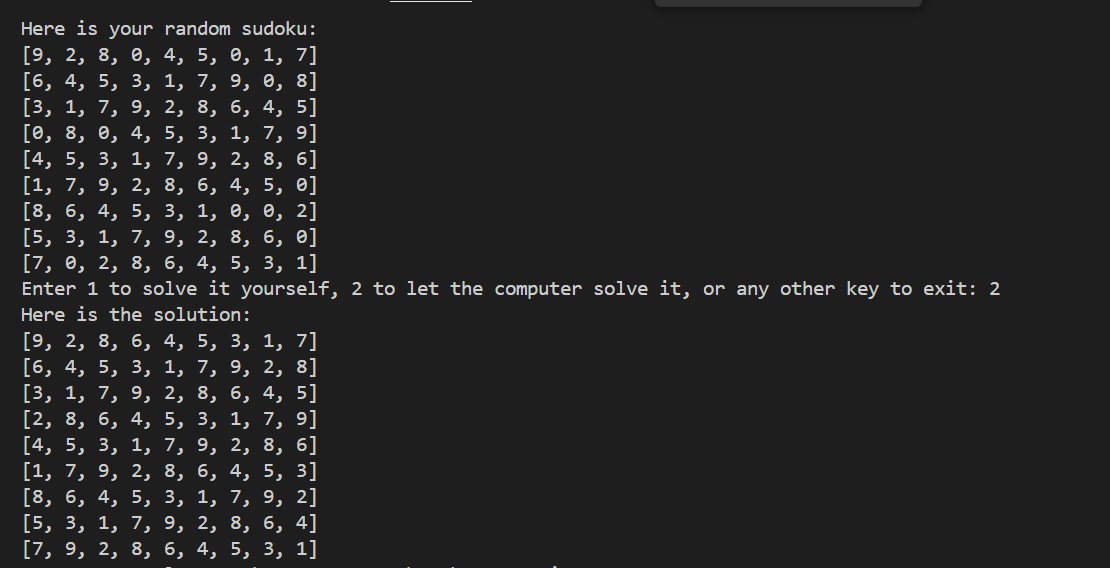 Here is your random sudoku:
[9, 2, 8, 0, 4, 5, 0, 1, 7]
[6, 4, 5, 3, 1, 7, 9, 0, 8]
[3, 1, 7, 9, 2, 8, 6, 4, 5]
[0, 8, 0, 4, 5, 3, 1, 7, 9]
[4, 5, 3, 1, 7, 9, 2, 8, 6]
[1, 7, 9, 2, 8, 6, 4, 5, 0]
[8, 6, 4, 5, 3, 1, 0, 0, 2]
[5, 3, 1, 7, 9, 2, 8, 6, 0]
[7, 0, 2, 8, 6, 4, 5, 3, 1]
Enter 1 to solve it yourself, 2 to let the computer solve it, or any other key to exit: 2
Here is the solution:
[9, 2, 8, 6, 4, 5, 3, 1, 7]
[6, 4, 5, 3, 1, 7, 9, 2, 8]
[3, 1, 7, 9, 2, 8, 6, 4, 5]
[2, 8, 6, 4, 5, 3, 1, 7, 9]
[4, 5, 3, 1, 7, 9, 2, 8, 6]
[1, 7, 9, 2, 8, 6, 4, 5, 3]
[8, 6, 4, 5, 3, 1, 7, 9, 2]
[5, 3, 1, 7, 9, 2, 8, 6, 4]
[7, 9, 2, 8, 6, 4, 5, 3, 1]